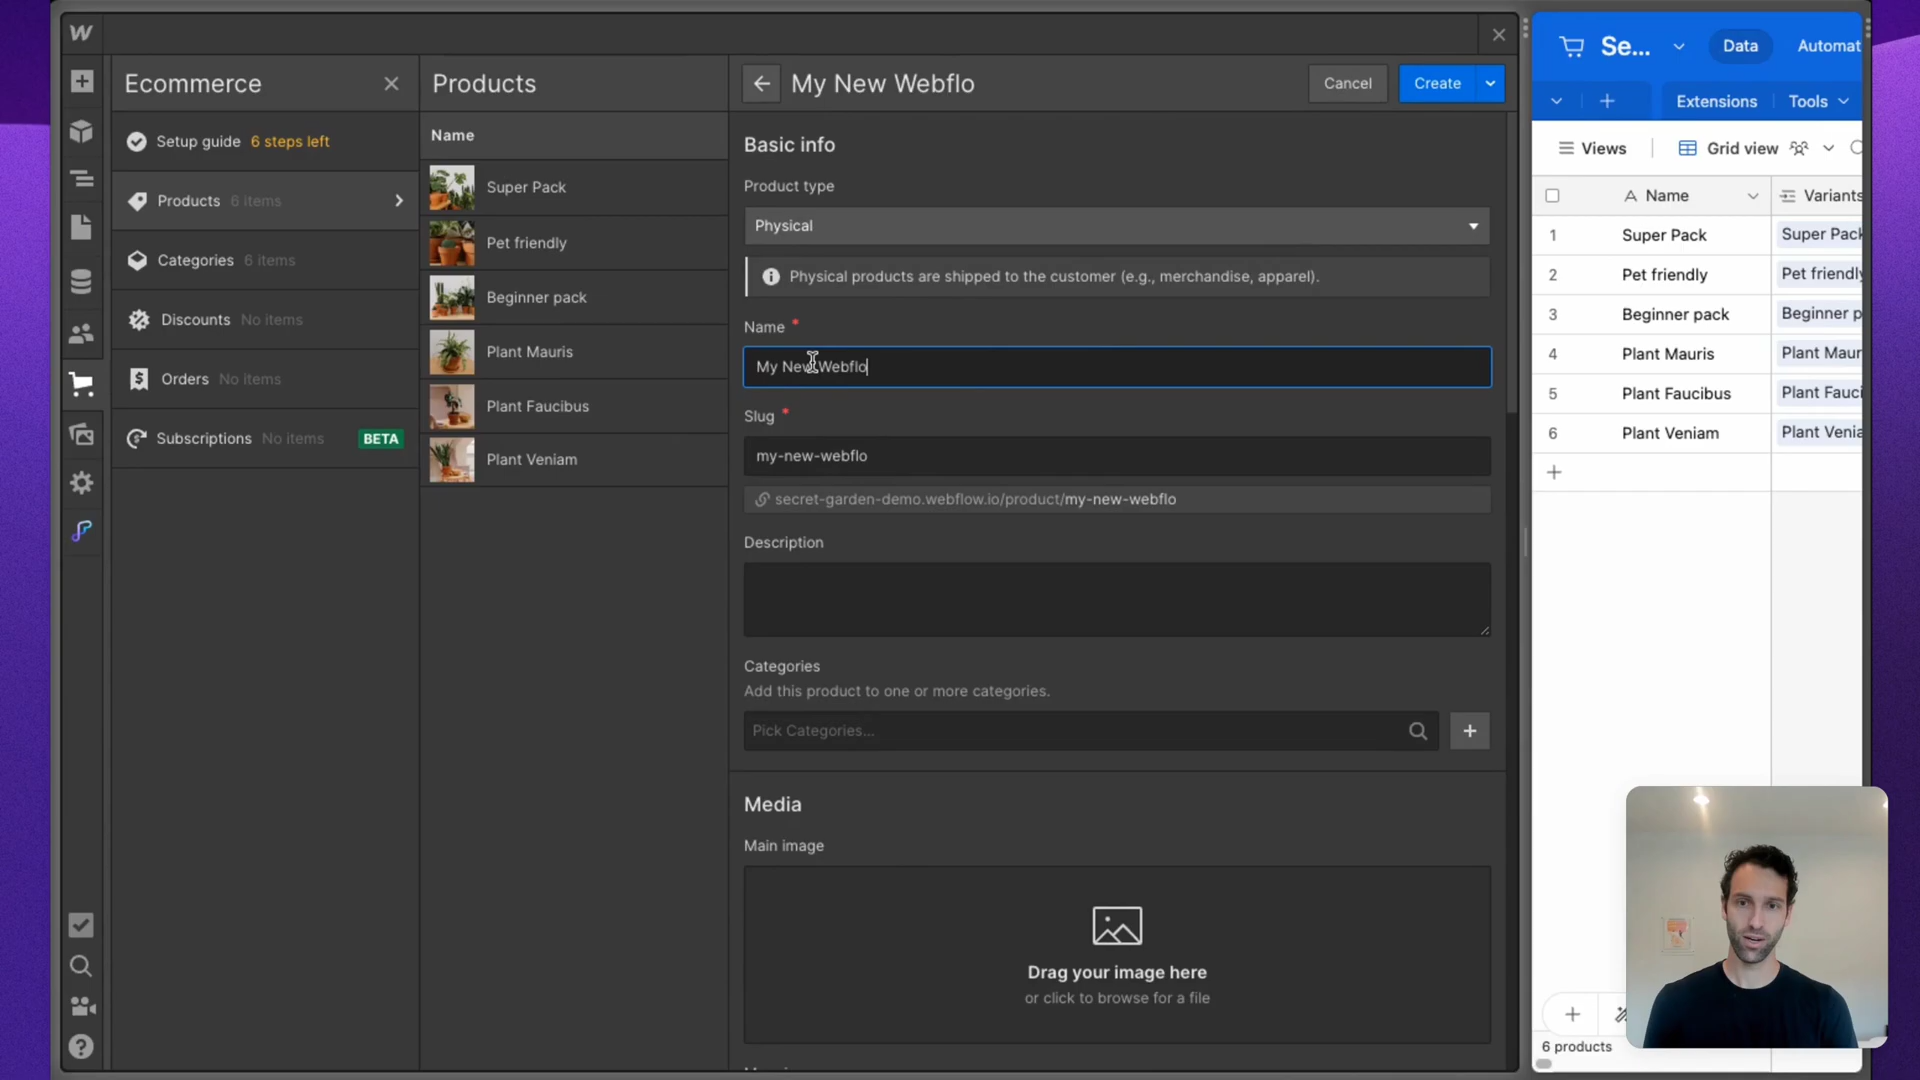 W
Ecommerce
Setup guide 6 steps left
Products 6 items
Categories 6 items
Discounts No items
Orders No items
Subscriptions No items BETA
Products
Name
Super Pack
Pet friendly
Beginner pack
Plant Mauris
Plant Faucibus
Plant Veniam
My New Webflo
Cancel
Create
Basic info
Product type
Physical
Physical products are shipped to the customer (e.g., merchandise, apparel).
Name *
My New Webflo
Slug *
my-new-webflo
secret-garden-demo.webflow.io/product/my-new-webflo
Description
Categories
Add this product to one or more categories.
Pick Categories...
Media
Main image
Drag your image here
or click to browse for a file
Se...
Data
Automat
Extensions
Tools
Views
Grid view
Name Variants
1 Super Pack Super Pack
2 Pet friendly Pet friendly
3 Beginner pack Beginner p
4 Plant Mauris Plant Maur
5 Plant Faucibus Plant Fauci
6 Plant Veniam Plant Venia
6 products